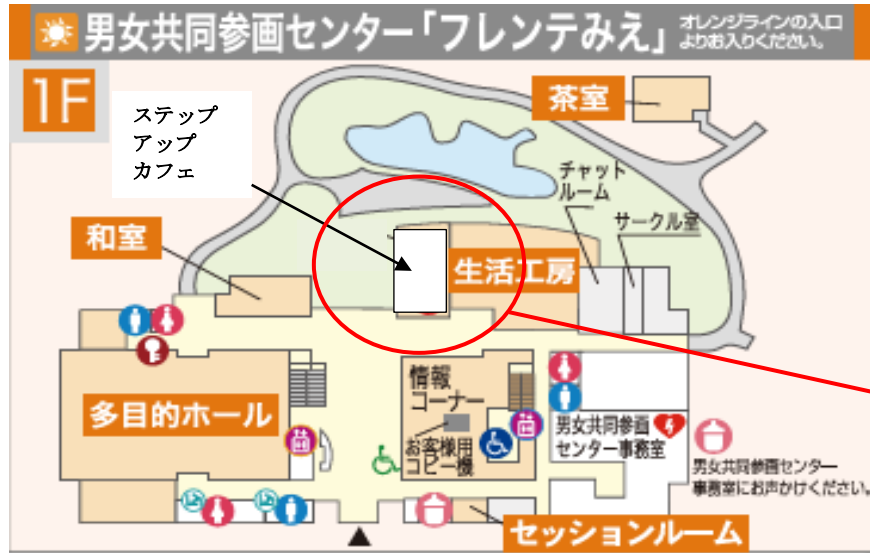 男女共同参画センター「フレンテみえ」
オレンジラインの入口
よりお入りください。
1F
ステップ
アップ
カフェ
茶室
チャット
ルーム
サークル室
和室
生活工房
情報
コーナー
多目的ホール
お客様用
コピー機
男女共同参画
センター事務室
男女共同参画センター
事務室にお声かけください。
セッションルーム